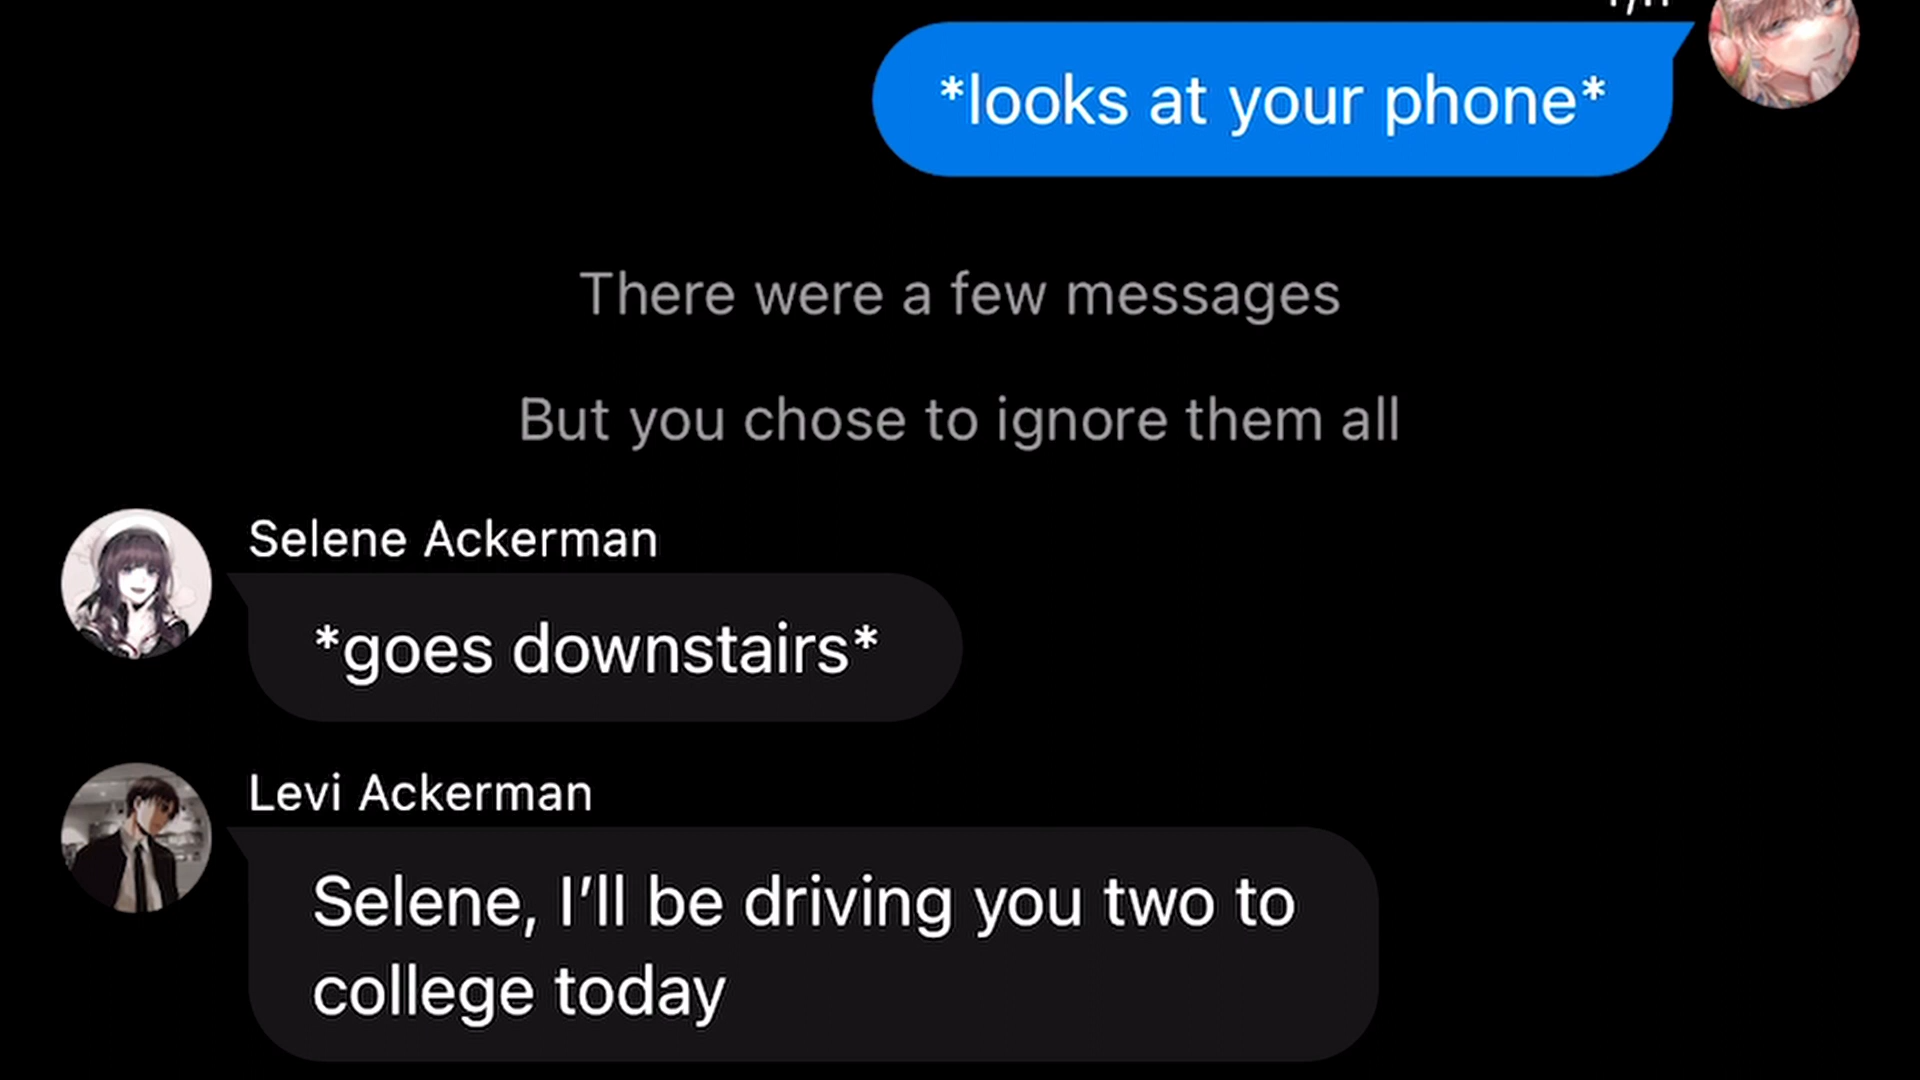 *looks at your phone*
There were a few messages
But you chose to ignore them all
Selene Ackerman
*goes downstairs*
Levi Ackerman
Selene, I’ll be driving you two to
college today